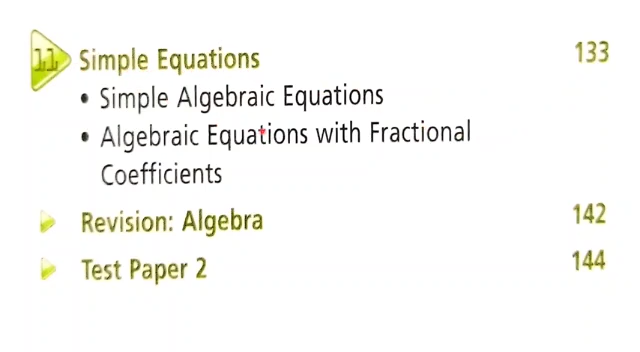 11 Simple Equations 133
• Simple Algebraic Equations
• Algebraic Equations with Fractional
Coefficients
Revision: Algebra 142
Test Paper 2 144